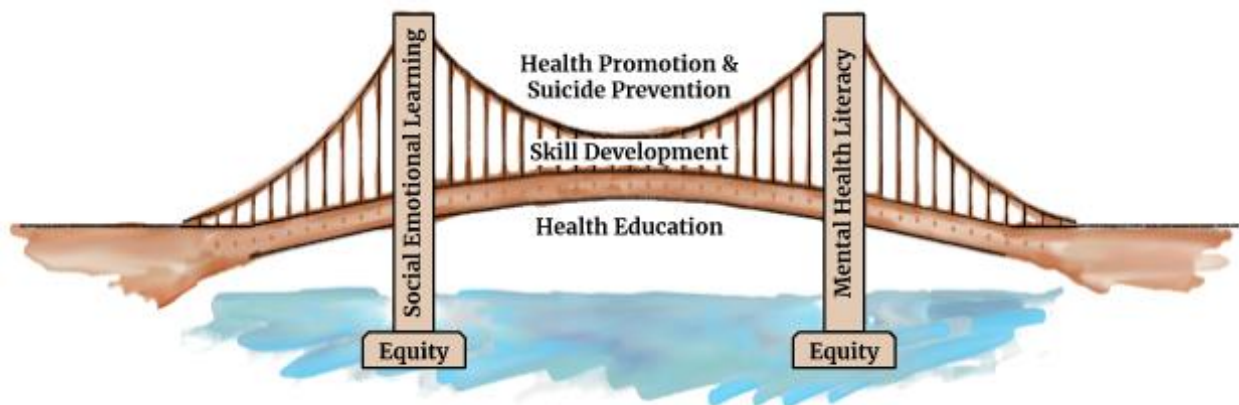 Social Emotional Learning
Health Promotion &
Suicide Prevention
Skill Development
Health Education
Mental Health Literacy
Equity
Equity